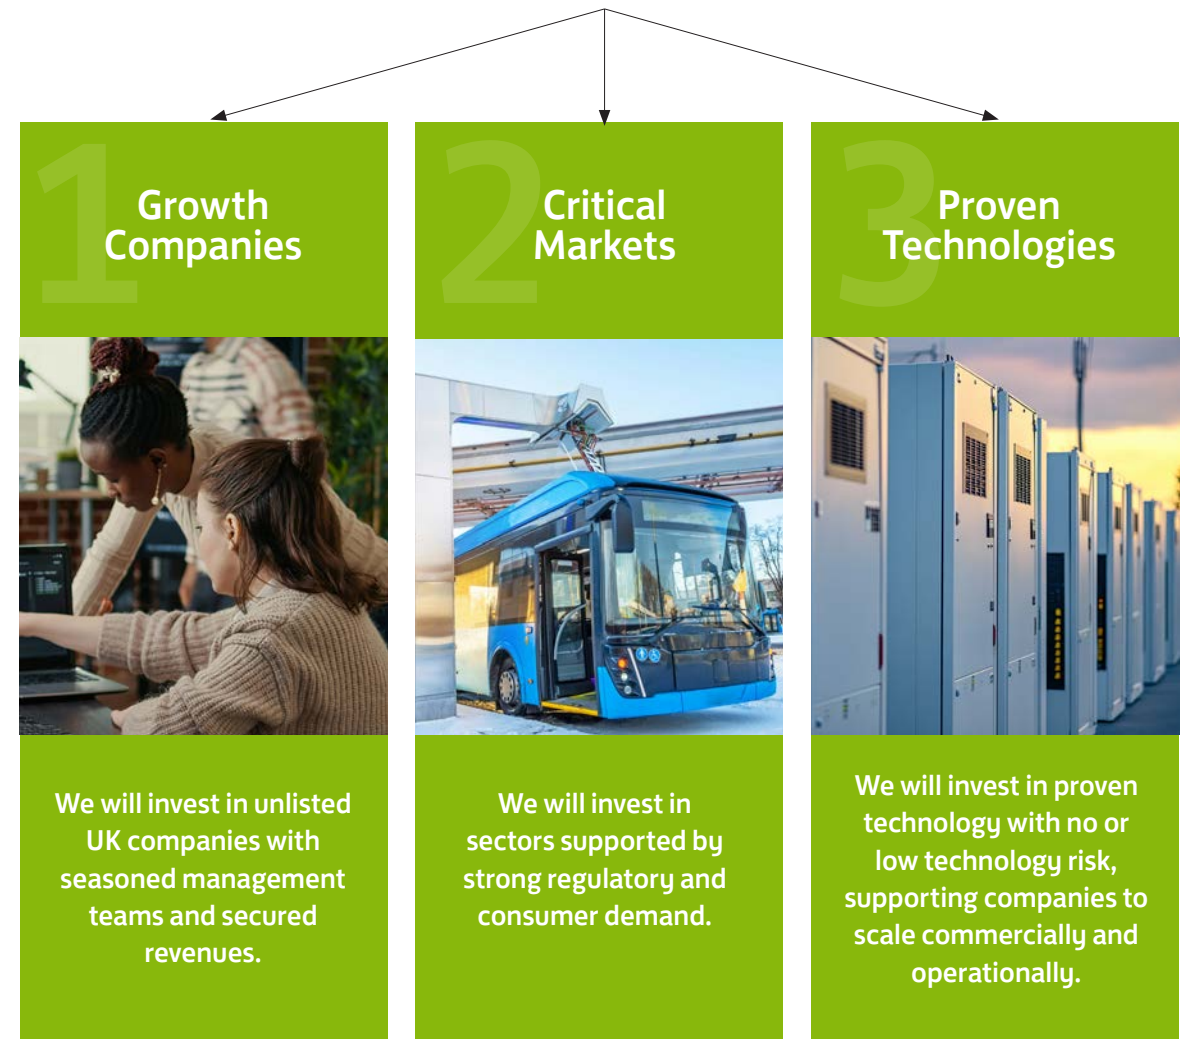 1
Growth
Companies
We will invest in unlisted
UK companies with
seasoned management
teams and secured
revenues.
2
Critical
Markets
We will invest in
sectors supported by
strong regulatory and
consumer demand.
3
Proven
Technologies
We will invest in proven
technology with no or
low technology risk,
supporting companies to
scale commercially and
operationally.